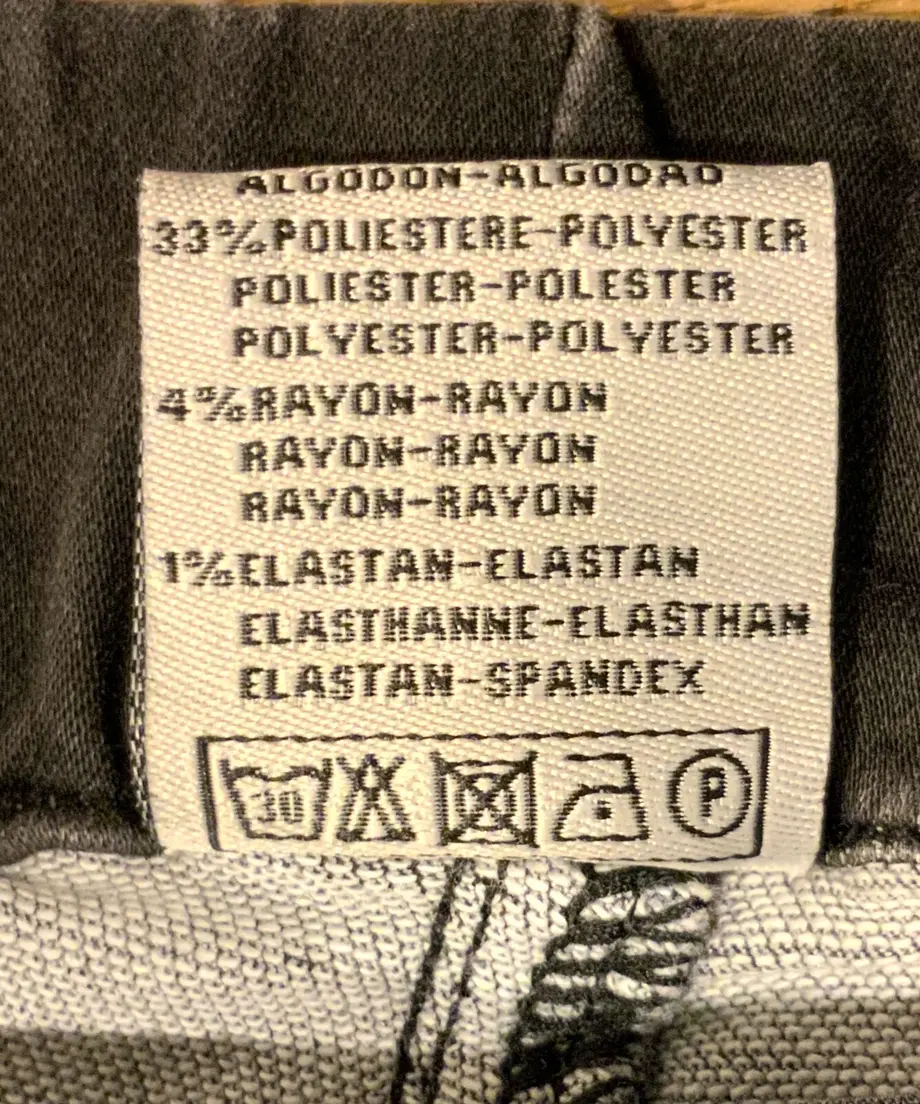 ALGODON-ALGODAO
33%POLIESTERE-POLYESTER
POLIESTER-POLESTER
POLYESTER-POLYESTER
4%RAYON-RAYON
RAYON-RAYON
RAYON-RAYON
1%ELASTAN-ELASTAN
ELASTHANNE-ELASTHAN
ELASTAN-SPANDEX
30 P